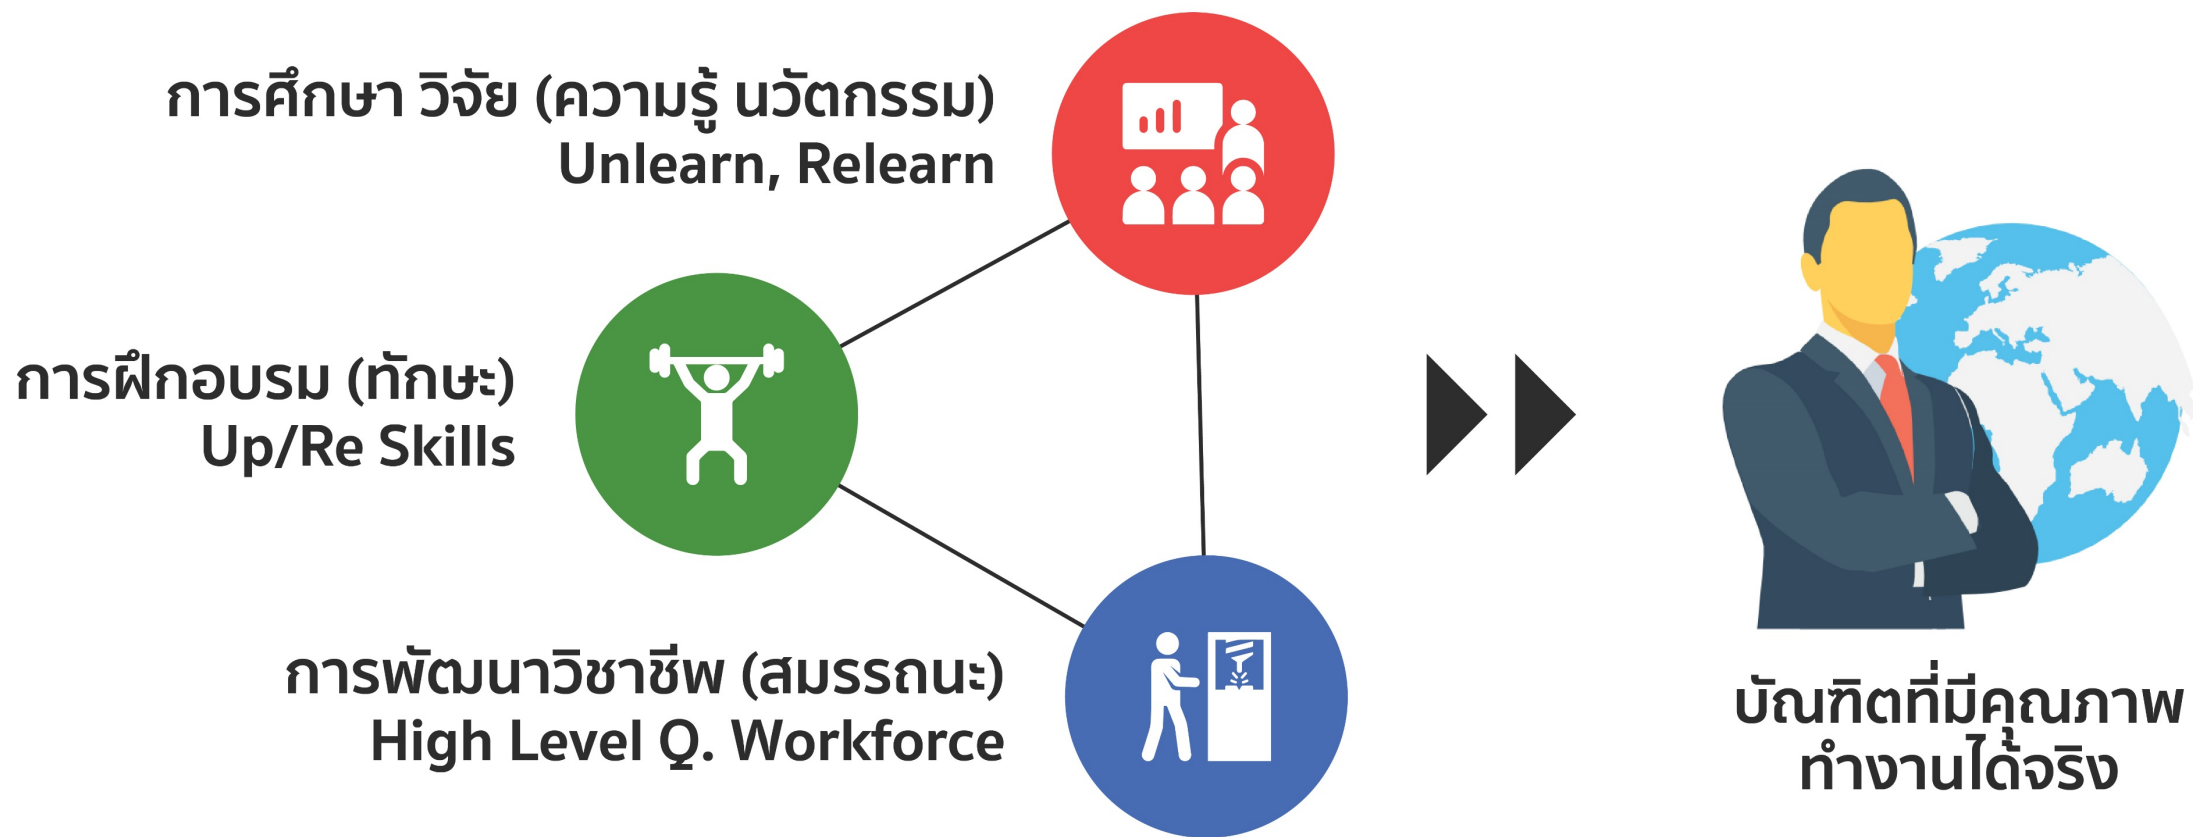 การศึกษา วิจัย (ความรู้ นวัตกรรม)
Unlearn, Relearn
การฝึกอบรม (ทักษะ)
Up/Re Skills
การพัฒนาวิชาชีพ (สมรรถนะ)
High Level Q. Workforce
บัณฑิตที่มีคุณภาพ
ทำงานได้จริง